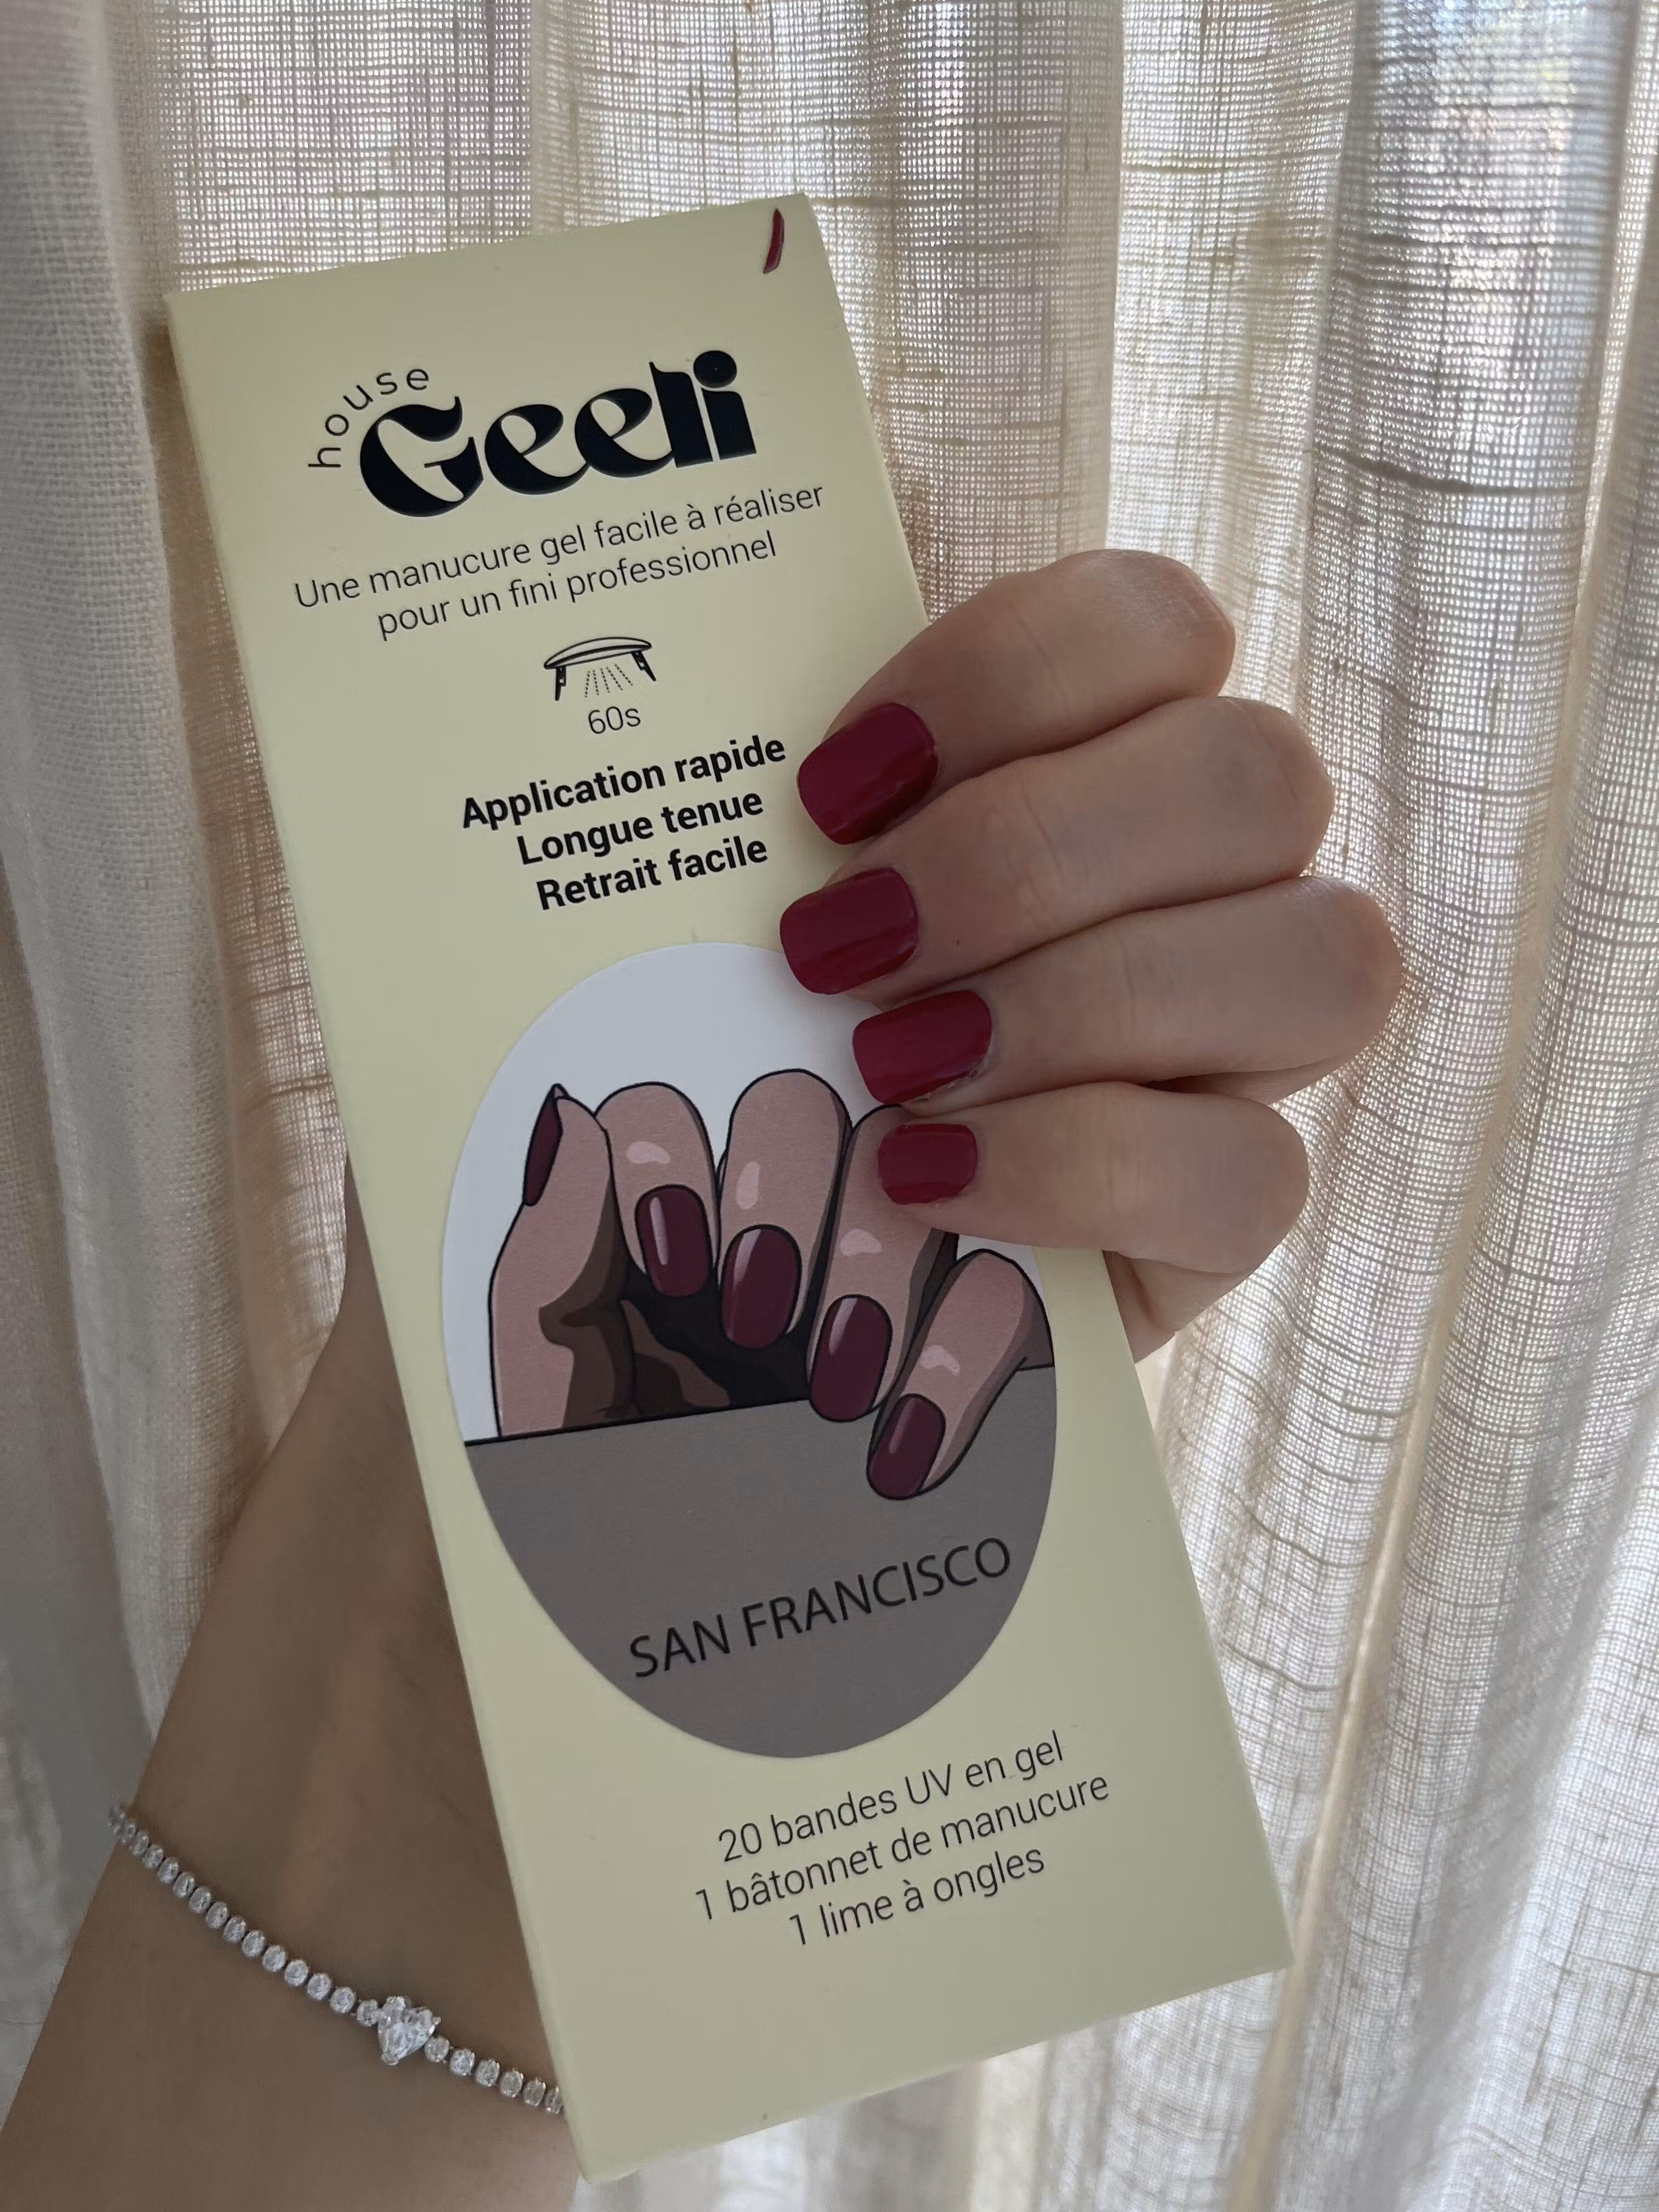 house
Geeli
Une manucure gel facile à réaliser
pour un fini professionnel
60s
Application rapide
Longue tenue
Retrait facile
SAN FRANCISCO
20 bandes UV en gel
1 bâtonnet de manucure
1 lime à ongles